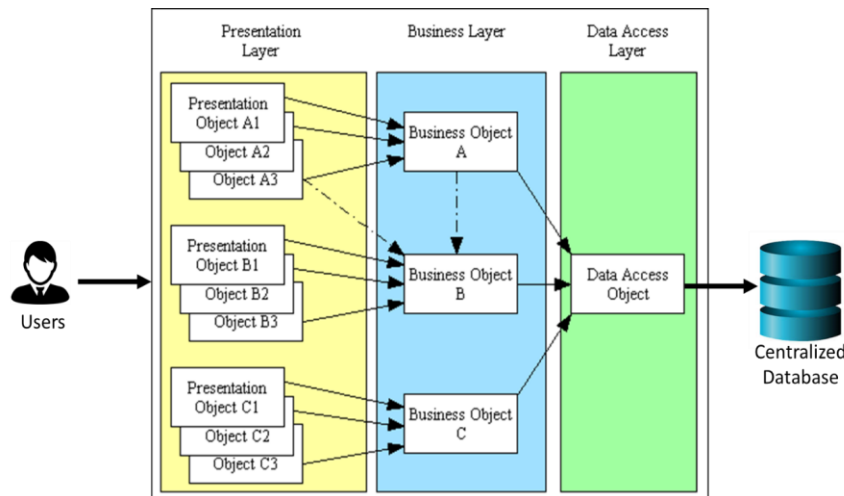 Presentation
Layer
Business Layer
Data Access
Layer
Presentation
Object A1
Object A2
Object A3
Business Object
A
Presentation
Object B1
Object B2
Object B3
Business Object
B
Data Access
Object
Users
Centralized
Database
Presentation
Object C1
Object C2
Object C3
Business Object
C